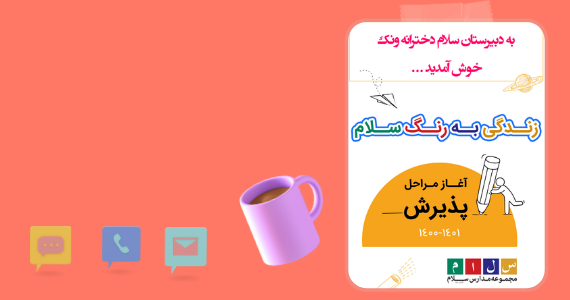 به دبیرستان سلام دخترانه ونک
خوش آمدید ...
زندگی به رنگ سلام
آغاز مراحل
پذیرش
۱۴۰۰-۱۴۰۱
سلام
مجموعه مدارس سلام